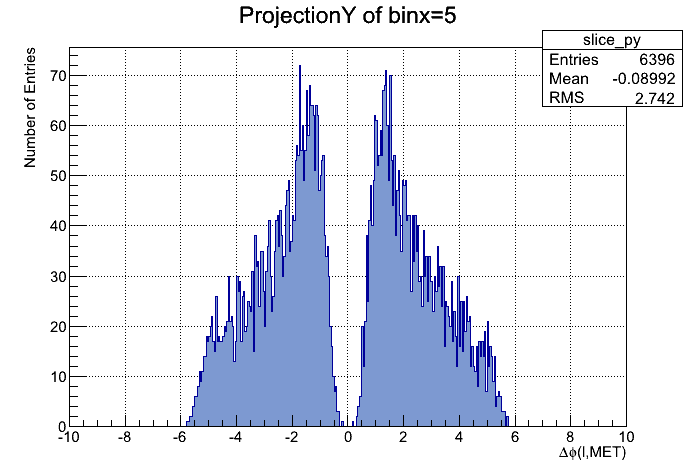 ProjectionY of binx=5
slice_py
Entries 6396
Mean -0.08992
RMS 2.742
Number of Entries
70
60
50
40
30
20
10
0
-10 -8 -6 -4 -2 0 2 4 6 8 10
Δϕ(l,MET)